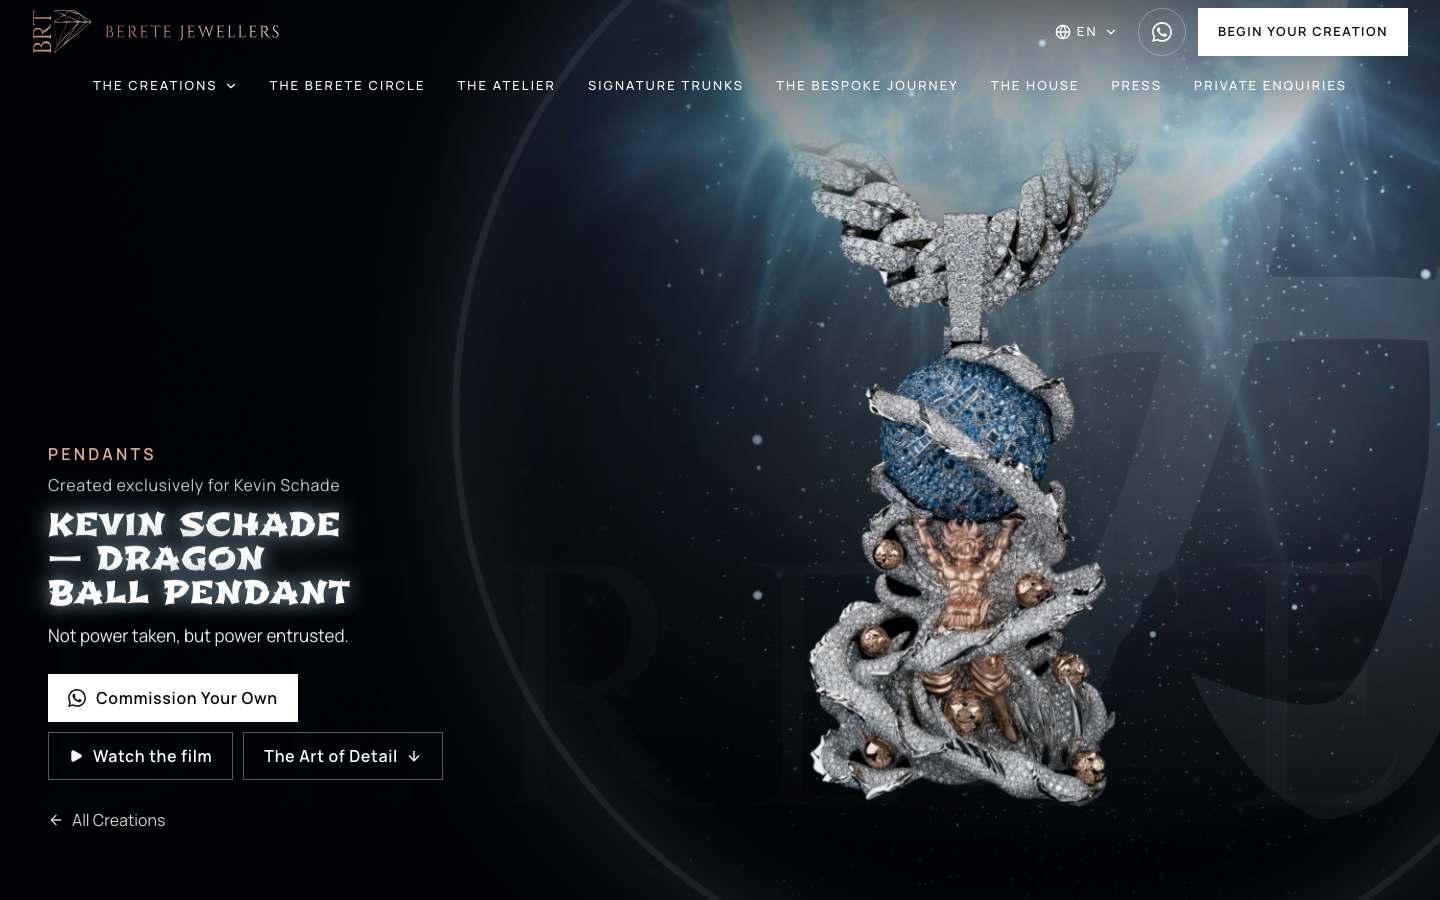 BRT
BERETE JEWELLERS
EN
BEGIN YOUR CREATION
THE CREATIONS
THE BERETE CIRCLE
THE ATELIER
SIGNATURE TRUNKS
THE BESPOKE JOURNEY
THE HOUSE
PRESS
PRIVATE ENQUIRIES
PENDANTS
Created exclusively for Kevin Schade
KEVIN SCHADE
— DRAGON
BALL PENDANT
Not power taken, but power entrusted.
Commission Your Own
Watch the film
The Art of Detail ↓
← All Creations